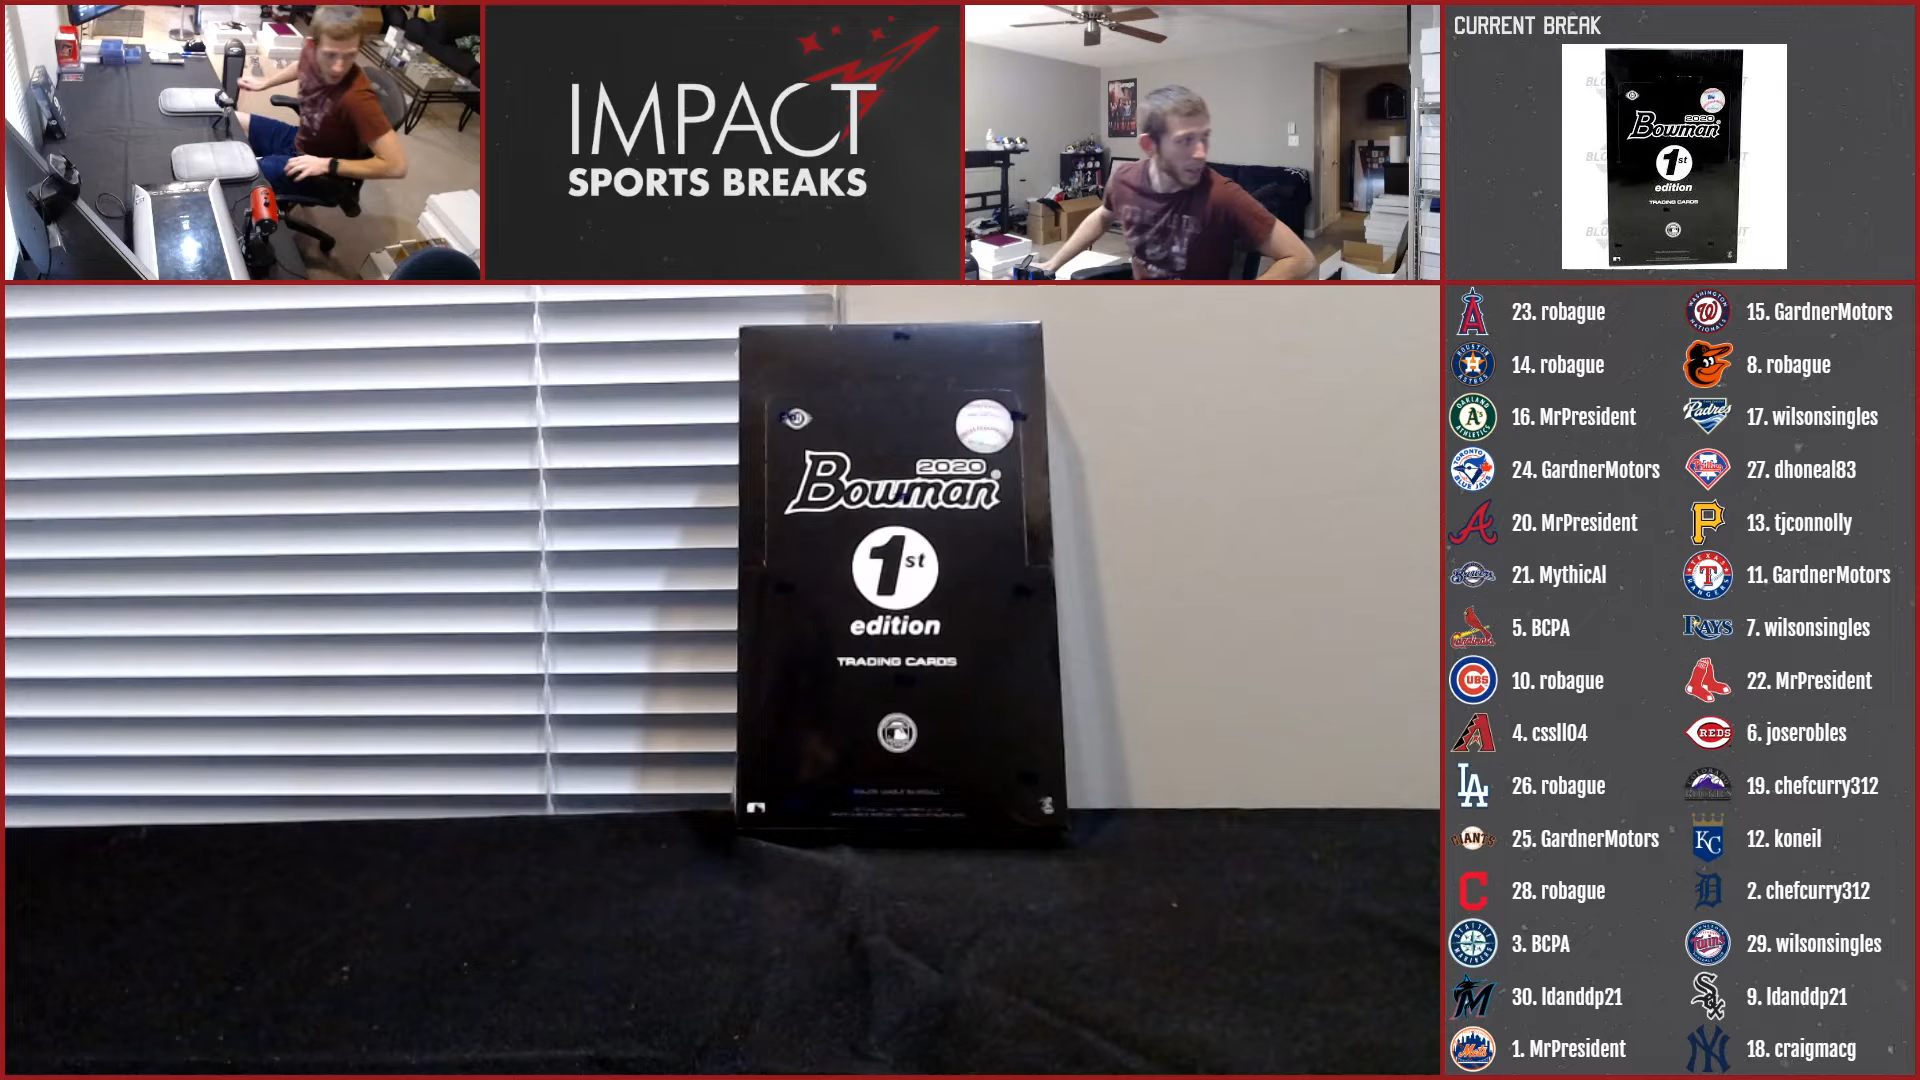 IMPACT
SPORTS BREAKS
CURRENT BREAK
2020
Bowman
1st
edition
TRADING CARDS
2020
Bowman
1st
edition
TRADING CARDS
23. robague
15. GardnerMotors
14. robague
8. robague
16. MrPresident
17. wilsonsingles
24. GardnerMotors
27. dhoneal83
20. MrPresident
13. tjconnolly
21. MythicAl
11. GardnerMotors
5. BCPA
7. wilsonsingles
10. robague
22. MrPresident
4. cssll04
6. joserobles
26. robague
19. chefcurry312
25. GardnerMotors
12. koneil
28. robague
2. chefcurry312
3. BCPA
29. wilsonsingles
30. ldanddp21
9. ldanddp21
1. MrPresident
18. craigmacg